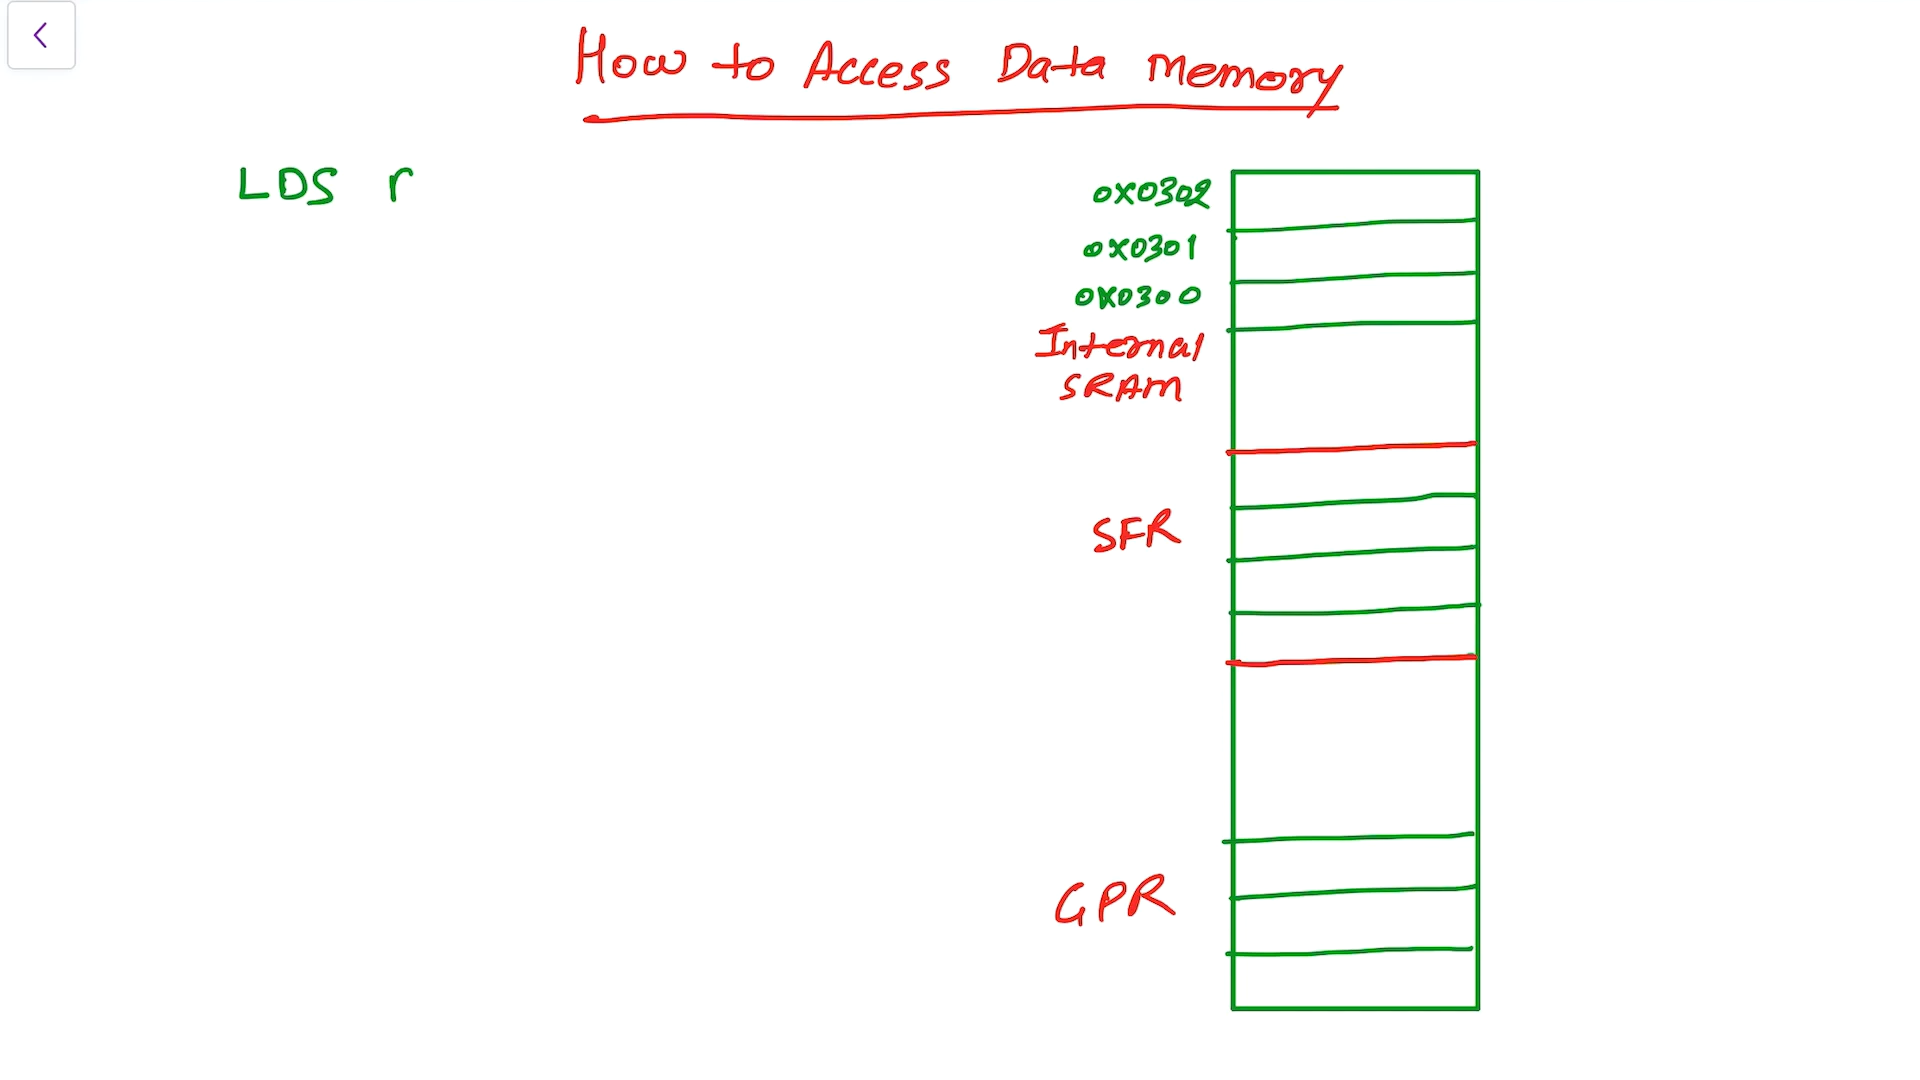 How to Access Data Memory
LDS r
0x0302
0x0301
0x0300
Internal
SRAM
SFR
GPR